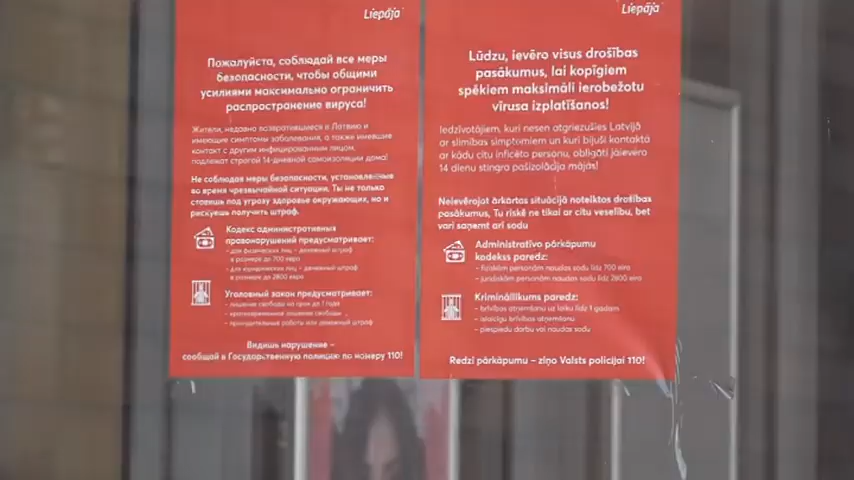 Liepāja
Пожалуйста, соблюдай все меры
безопасности, чтобы общими
усилиями максимально ограничить
распространение вируса!
Жители, недавно возвратившиеся в Латвию и
имеющие симптомы заболевания, а также имевшие
контакт с другим инфицированным лицом,
подлежат строгой 14-дневной самоизоляции дома!
Не соблюдая меры безопасности, установленные
во время чрезвычайной ситуации, Ты не только
ставишь под угрозу здоровье окружающих, но и
рискуешь получить штраф.
Кодекс административных
правонарушений предусматривает:
- для физических лиц – денежный штраф
в размере до 700 евро
- для юридических лиц – денежный штраф
в размере до 2800 евро
Уголовный закон предусматривает:
- лишение свободы на срок до 1 года
- кратковременное лишение свободы
- принудительные работы или денежный штраф
Видишь нарушение –
сообщай в Государственную полицию по номеру 110!
Liepāja
Lūdzu, ievēro visus drošības
pasākumus, lai kopīgiem
spēkiem maksimāli ierobežotu
vīrusa izplatīšanos!
Iedzīvotājiem, kuri nesen atgriezušies Latvijā
ar slimības simptomiem un kuri bijuši kontaktā
ar kādu citu inficēto personu, obligāti jāievēro
14 dienu stingra pašizolācija mājās!
Neievērojot ārkārtas situācijā noteiktos drošības
pasākumus, Tu riskē ne tikai ar citu veselību, bet
vari saņemt arī sodu
Administratīvo pārkāpumu
kodekss paredz:
- fiziskām personām naudas sodu līdz 700 eiro
- juridiskām personām naudas sodu līdz 2800 eiro
Krimināllikums paredz:
- brīvības atņemšanu uz laiku līdz 1 gadam
- īslaicīgu brīvības atņemšanu
- piespiedu darbu vai naudas sodu
Redzi pārkāpumu – ziņo Valsts policijai 110!